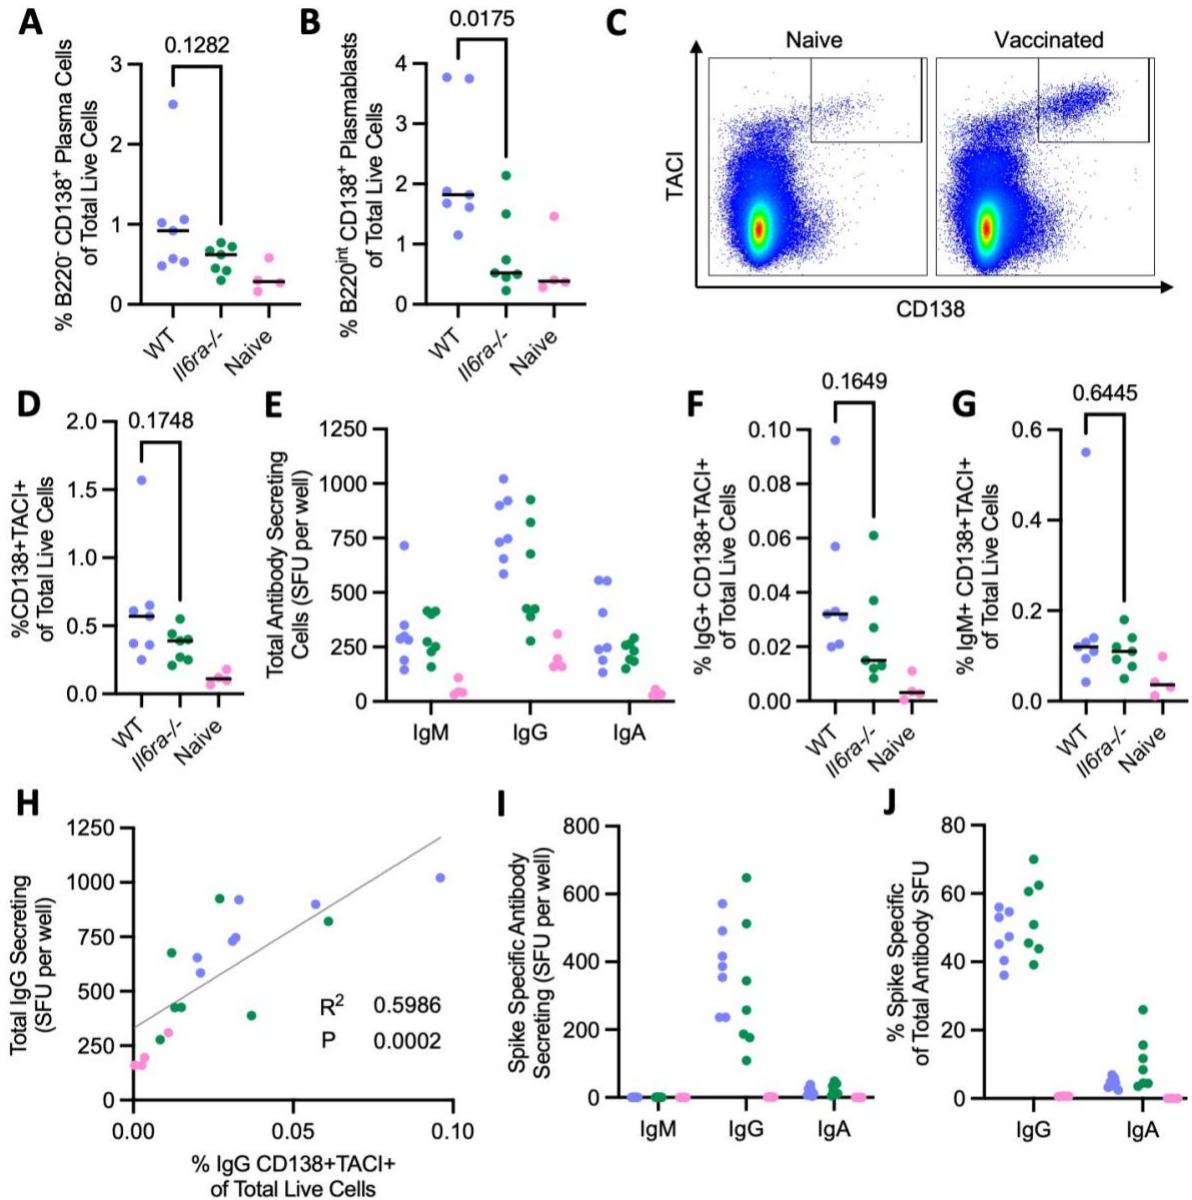 A
0.1282
% B220⁻ CD138⁺ Plasma Cells
of Total Live Cells
3
2
1
0
WT
Il6ra-/-
Naive
B
0.0175
% B220ⁱⁿᵗ CD138⁺ Plasmablasts
of Total Live Cells
4
3
2
1
0
WT
Il6ra-/-
Naive
C
Naive
Vaccinated
TACI
CD138
D
0.1748
%CD138+TACI+
of Total Live Cells
2.0
1.5
1.0
0.5
0.0
WT
Il6ra-/-
Naive
E
Total Antibody Secreting
Cells (SFU per well)
1250
1000
750
500
250
0
IgM
IgG
IgA
F
0.1649
% IgG+ CD138+TACI+
of Total Live Cells
0.10
0.08
0.06
0.04
0.02
0.00
WT
Il6ra-/-
Naive
G
0.6445
% IgM+ CD138+TACI+
of Total Live Cells
0.6
0.4
0.2
0.0
WT
Il6ra-/-
Naive
H
Total IgG Secreting
(SFU per well)
1250
1000
750
500
250
0
R² 0.5986
P 0.0002
0.00
0.05
0.10
% IgG CD138+TACI+
of Total Live Cells
I
Spike Specific Antibody
Secreting (SFU per well)
800
600
400
200
0
IgM
IgG
IgA
J
% Spike Specific
of Total Antibody SFU
80
60
40
20
0
IgG
IgA